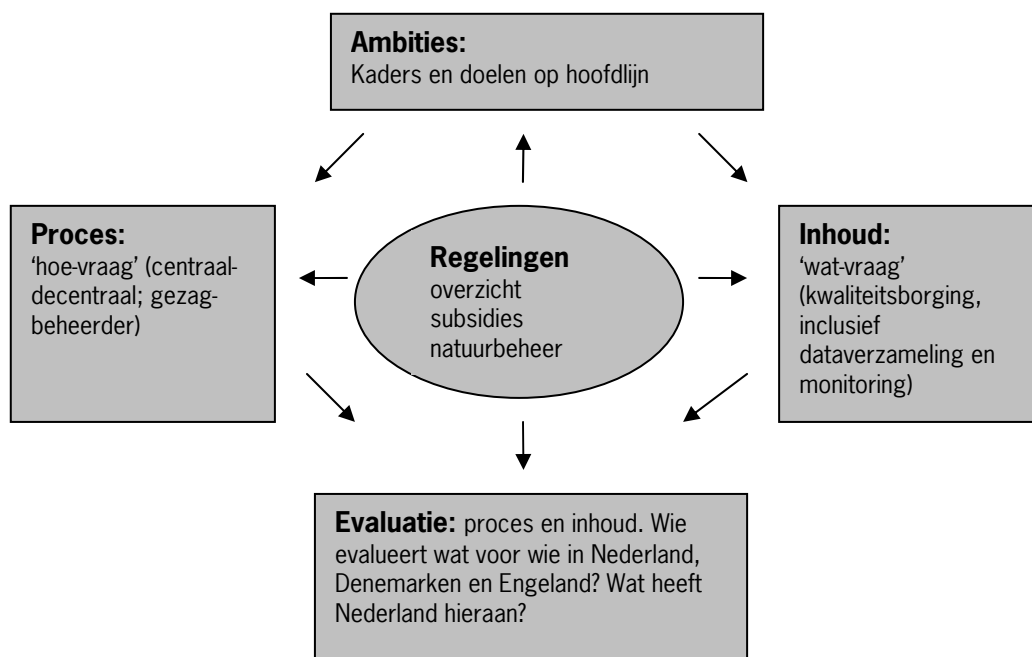 Ambities:
Kaders en doelen op hoofdlijn
Proces:
‘hoe-vraag’ (centraal-
decentraal; gezag-
beheerder)
Regelingen
overzicht
subsidies
natuurbeheer
Inhoud:
‘wat-vraag’
(kwaliteitsborging,
inclusief
dataverzameling en
monitoring)
Evaluatie: proces en inhoud. Wie
evalueert wat voor wie in Nederland,
Denemarken en Engeland? Wat heeft
Nederland hieraan?